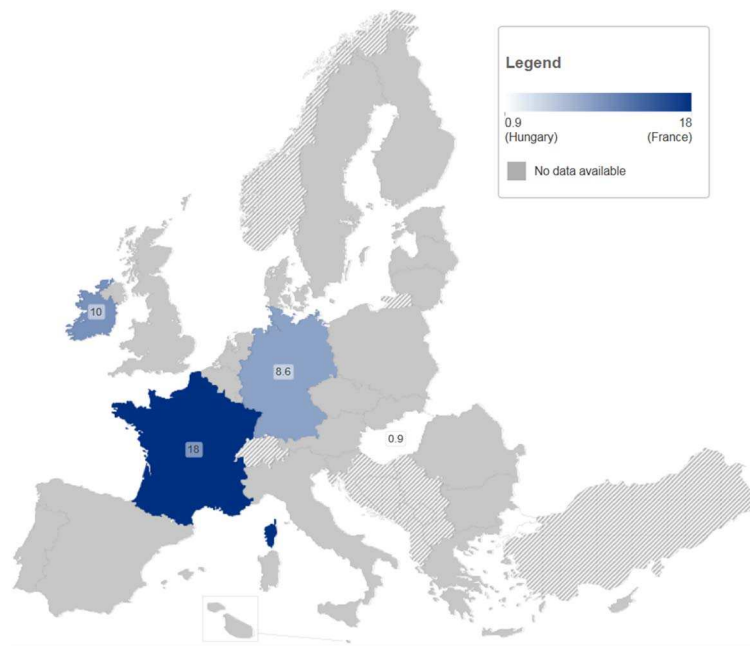 Legend
0.9 18
(Hungary) (France)
No data available
10
8.6
0.9
18